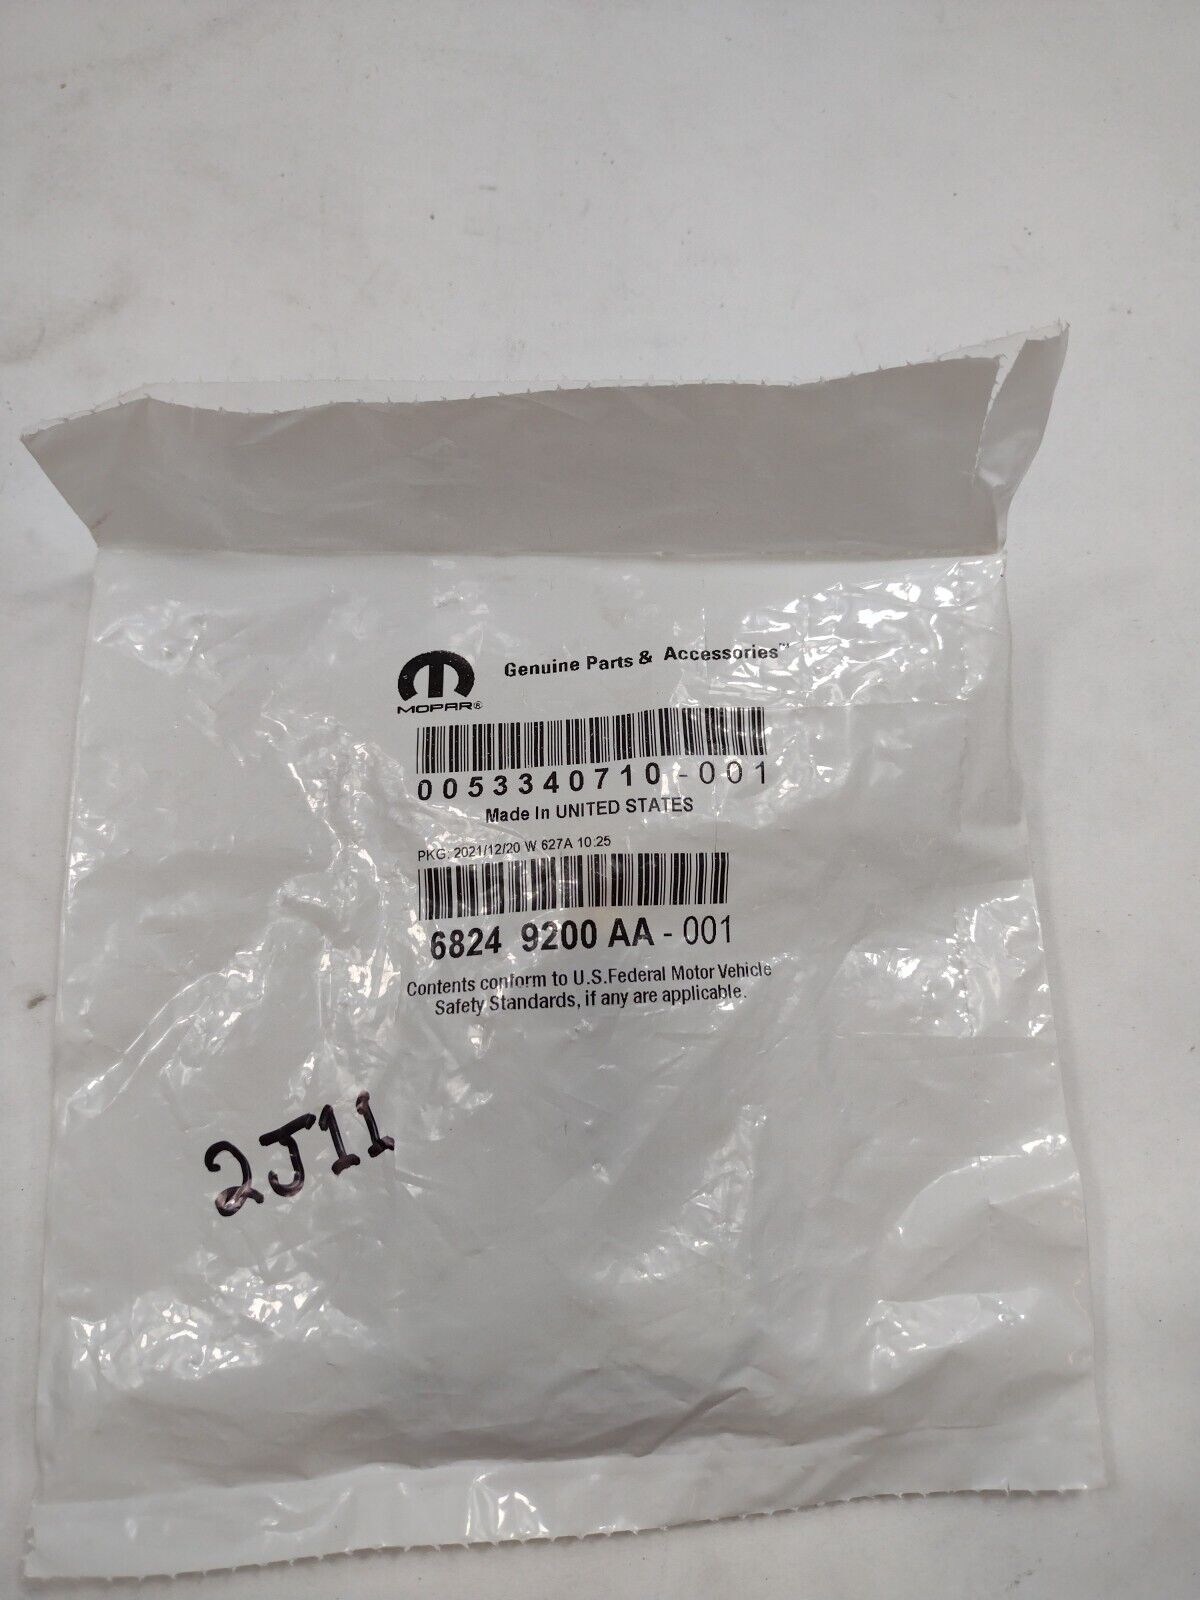 Genuine Parts & Accessories™
MOPAR®
0053340710-001
Made In UNITED STATES
PKG: 2021/12/20 W 627A 10:25
6824 9200 AA - 001
Contents conform to U.S.Federal Motor Vehicle
Safety Standards, if any are applicable.
2J11